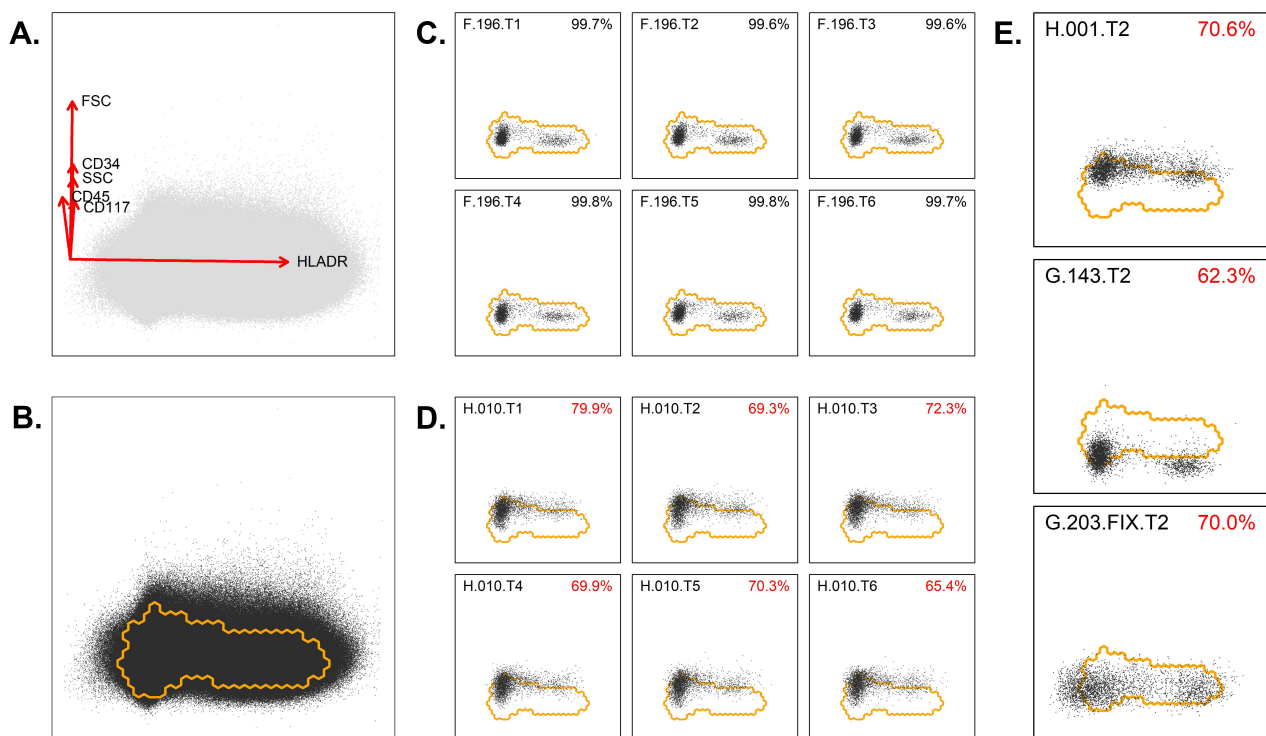 A.
FSC
CD34
SSC
CD45
CD117
HLADR
B.
C.
F.196.T1 99.7%
F.196.T2 99.6%
F.196.T3 99.6%
F.196.T4 99.8%
F.196.T5 99.8%
F.196.T6 99.7%
D.
H.010.T1 79.9%
H.010.T2 69.3%
H.010.T3 72.3%
H.010.T4 69.9%
H.010.T5 70.3%
H.010.T6 65.4%
E.
H.001.T2 70.6%
G.143.T2 62.3%
G.203.FIX.T2 70.0%